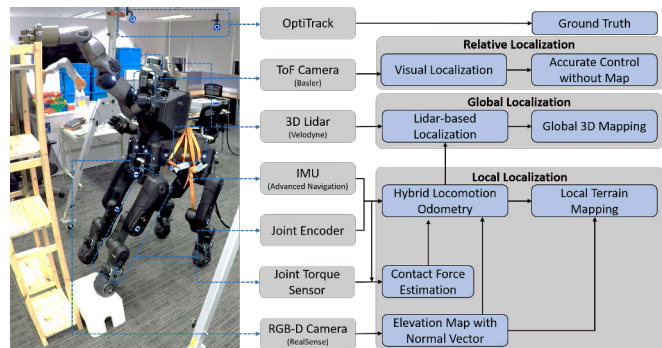 OptiTrack
Ground Truth
Relative Localization
ToF Camera
(Basler)
Visual Localization
Accurate Control
without Map
Global Localization
3D Lidar
(Velodyne)
Lidar-based
Localization
Global 3D Mapping
Local Localization
IMU
(Advanced Navigation)
Hybrid Locomotion
Odometry
Local Terrain
Mapping
Joint Encoder
Joint Torque
Sensor
Contact Force
Estimation
RGB-D Camera
(RealSense)
Elevation Map with
Normal Vector